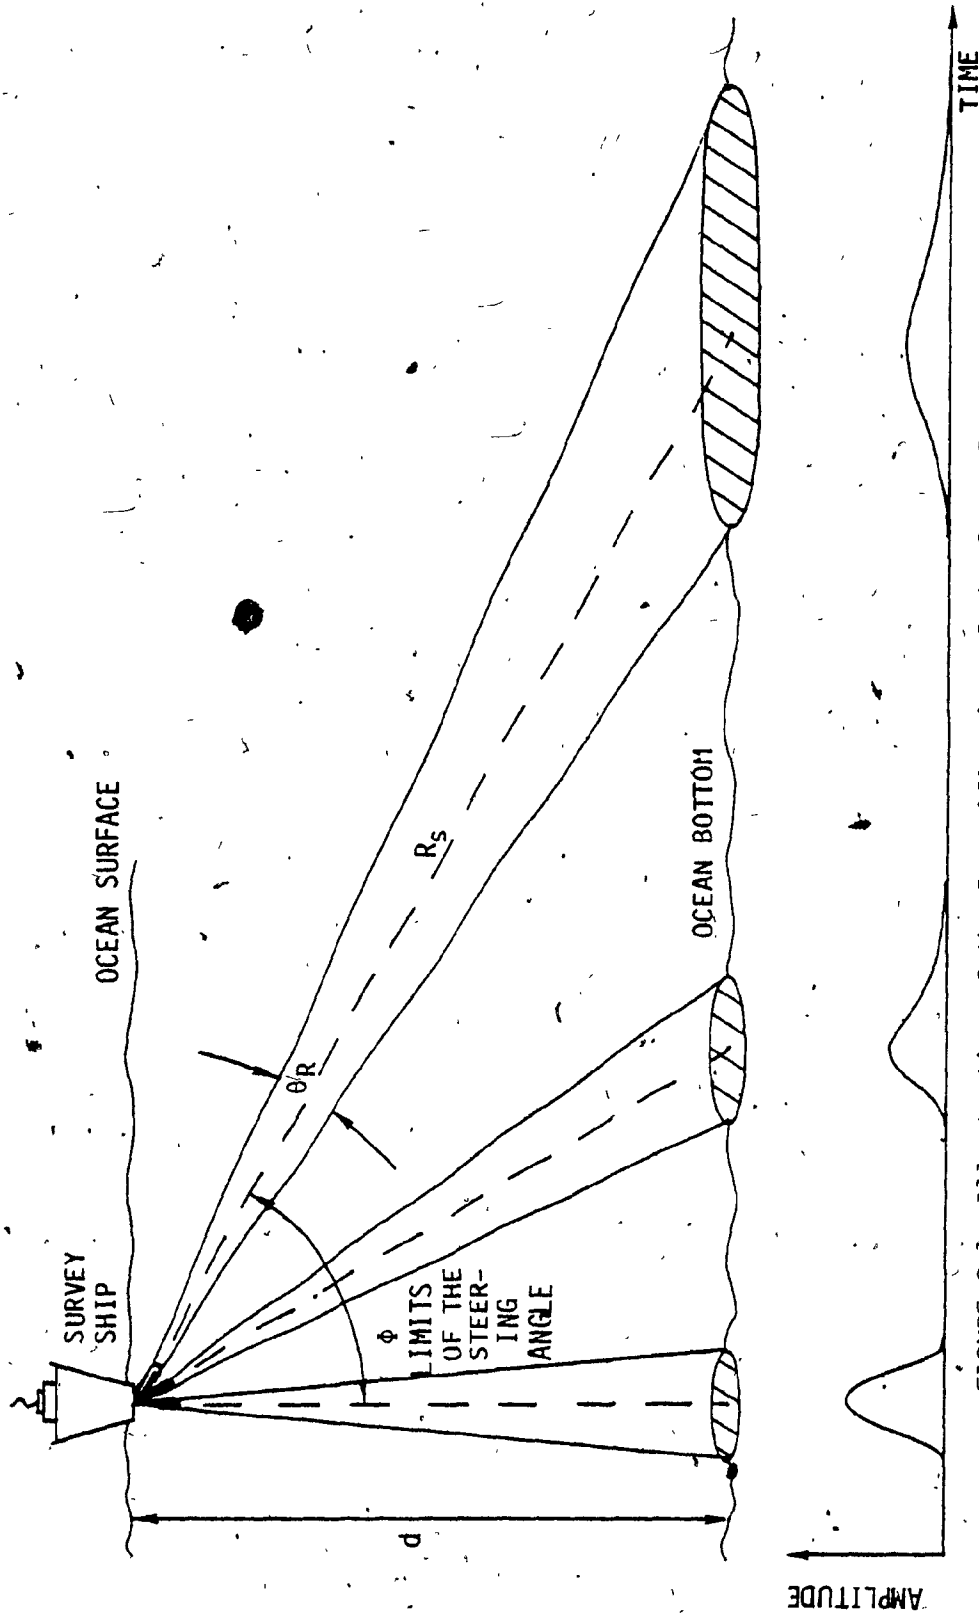 SURVEY
SHIP
OCEAN SURFACE
θR
Rs
Φ
LIMITS
OF THE
STEER-
ING
ANGLE
d
OCEAN BOTTOM
AMPLITUDE
TIME